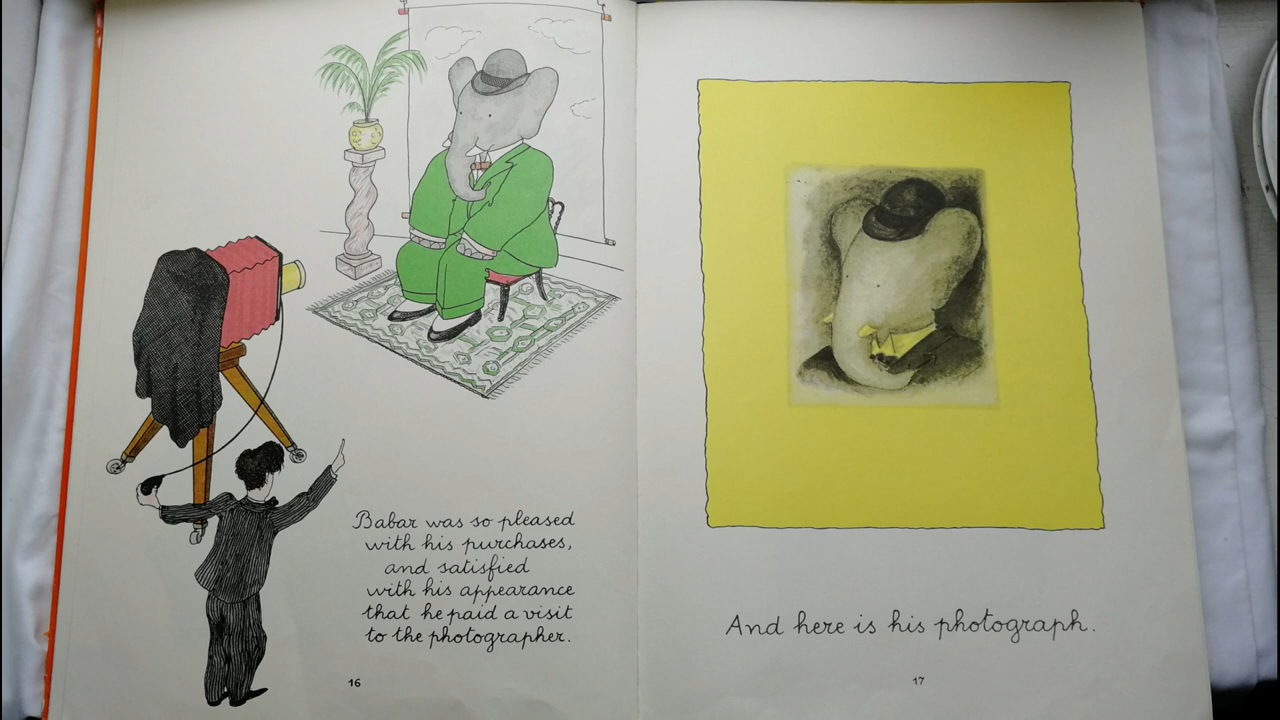 Babar was so pleased
with his purchases,
and satisfied
with his appearance
that he paid a visit
to the photographer.
16
And here is his photograph.
17